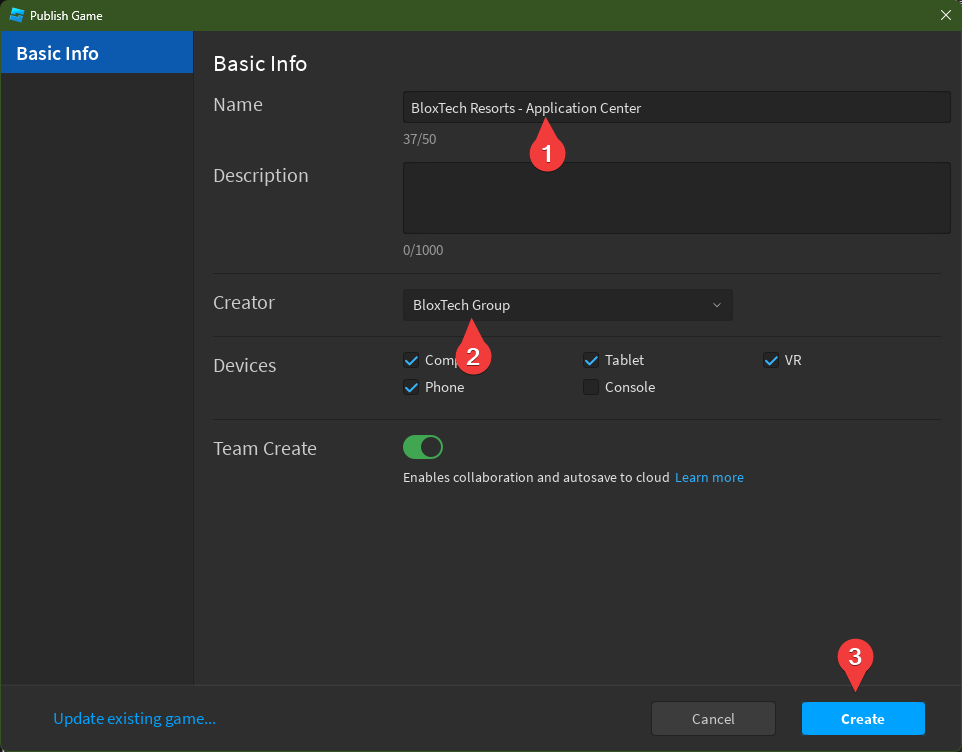 Publish Game
Basic Info
Basic Info
Name
BloxTech Resorts - Application Center
37/50
1
Description
0/1000
Creator
BloxTech Group
2
Devices
Tablet
VR
Phone
Console
Team Create
Enables collaboration and autosave to cloud Learn more
3
Update existing game...
Cancel
Create